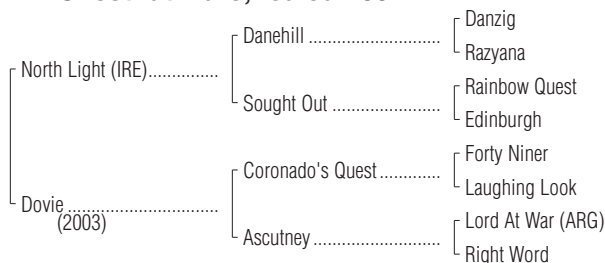 Danzig
Danehill
Razyana
North Light (IRE)
Rainbow Quest
Sought Out
Edinburgh
Forty Niner
Coronado's Quest
Laughing Look
Dovie
(2003)
Lord At War (ARG)
Ascutney
Right Word